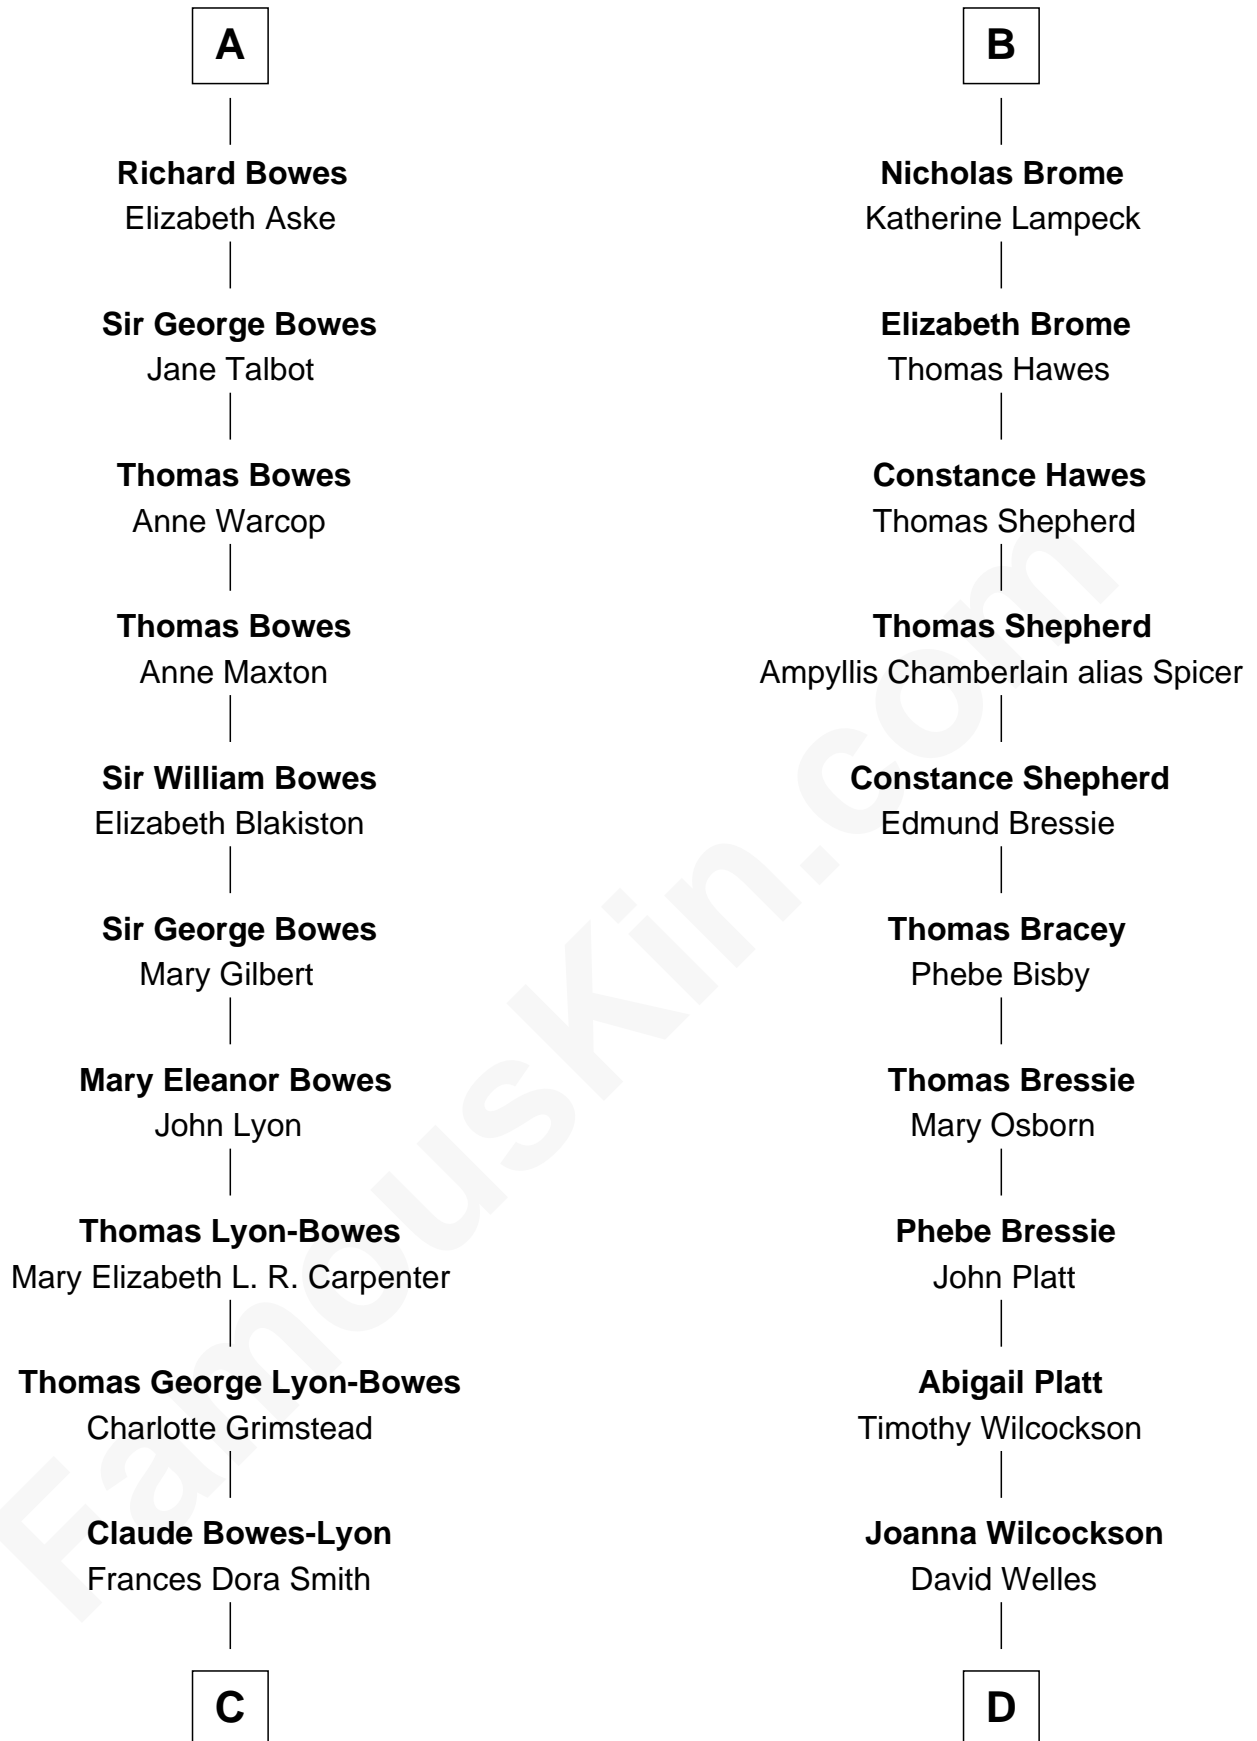 A
Richard Bowes
Elizabeth Aske
Sir George Bowes
Jane Talbot
Thomas Bowes
Anne Warcop
Thomas Bowes
Anne Maxton
Sir William Bowes
Elizabeth Blakiston
Sir George Bowes
Mary Gilbert
Mary Eleanor Bowes
John Lyon
Thomas Lyon-Bowes
Mary Elizabeth L. R. Carpenter
Thomas George Lyon-Bowes
Charlotte Grimstead
Claude Bowes-Lyon
Frances Dora Smith
C
B
Nicholas Brome
Katherine Lampeck
Elizabeth Brome
Thomas Hawes
Constance Hawes
Thomas Shepherd
Thomas Shepherd
Ampyllis Chamberlain alias Spicer
Constance Shepherd
Edmund Bressie
Thomas Bracey
Phebe Bisby
Thomas Bressie
Mary Osborn
Phebe Bressie
John Platt
Abigail Platt
Timothy Wilcockson
Joanna Wilcockson
David Welles
D
FamousKin.com